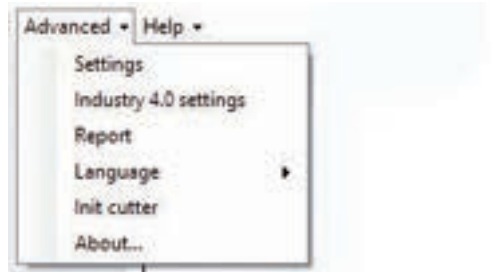 Advanced Help
Settings
Industry 4.0 settings
Report
Language
Init cutter
About...